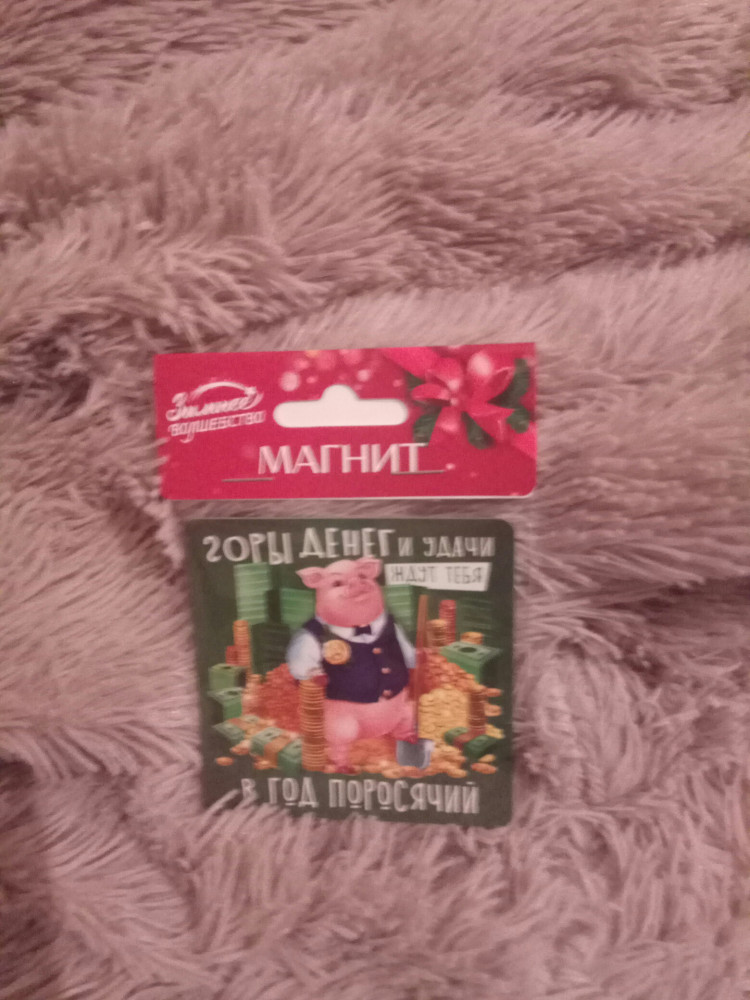 Зимнее
волшебство
МАГНИТ
ГОРЫ ДЕНЕГ И УДАЧИ
ЖДУТ ТЕБЯ
В ГОД ПОРОСЯЧИЙ